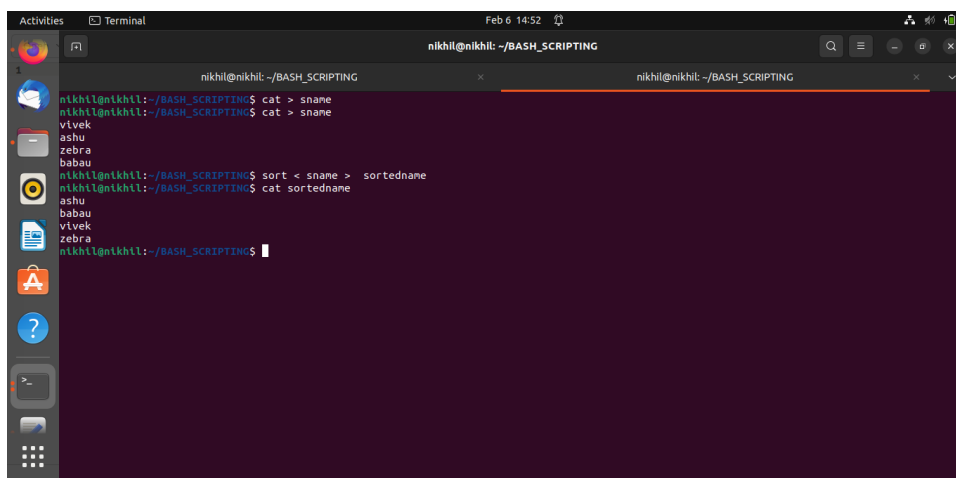 Activities Terminal Feb 6 14:52
nikhil@nikhil: ~/BASH_SCRIPTING
1
nikhil@nikhil: ~/BASH_SCRIPTING × nikhil@nikhil: ~/BASH_SCRIPTING ×
nikhil@nikhil:~/BASH_SCRIPTING$ cat > sname
nikhil@nikhil:~/BASH_SCRIPTING$ cat > sname
vivek
ashu
zebra
babau
nikhil@nikhil:~/BASH_SCRIPTING$ sort < sname >  sortedname
nikhil@nikhil:~/BASH_SCRIPTING$ cat sortedname
ashu
babau
vivek
zebra
nikhil@nikhil:~/BASH_SCRIPTING$